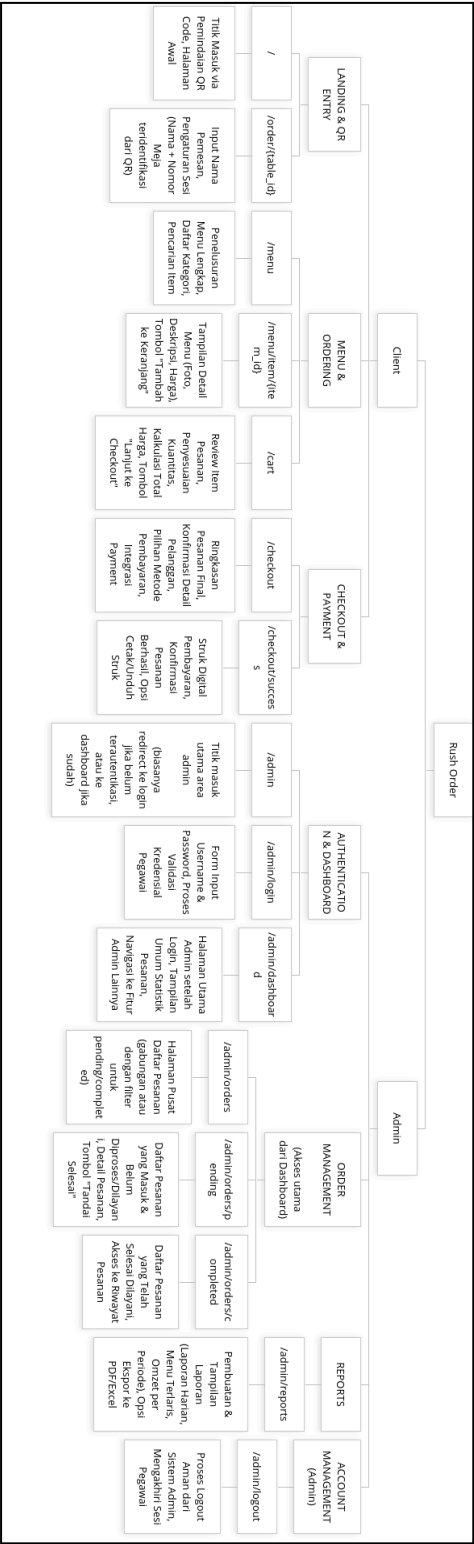 Rush Order
Client
Admin
LANDING & QR
ENTRY
MENU &
ORDERING
CHECKOUT &
PAYMENT
AUTHENTICATIO
N & DASHBOARD
ORDER
MANAGEMENT
(Akses utama
dari Dashboard)
REPORTS
ACCOUNT
MANAGEMENT
(Admin)
/
/order/{table_id}
/menu
/menu/item/{ite
m_id}
/cart
/checkout
/checkout/succes
s
/admin
/admin/login
/admin/dashboar
d
/admin/orders
/admin/orders/p
ending
/admin/orders/c
ompleted
/admin/reports
/admin/logout
Titik Masuk via
Pemindaian QR
Code, Halaman
Awal
Input Nama
Pemesan,
Pengaturan Sesi
(Nama + Nomor
Meja
teridentifikasi
dari QR)
Penelusuran
Menu Lengkap,
Daftar Kategori,
Pencarian Item
Tampilan Detail
Menu (Foto,
Deskripsi, Harga),
Tombol "Tambah
ke Keranjang"
Review Item
Pesanan,
Penyesuaian
Kuantitas,
Kalkulasi Total
Harga, Tombol
"Lanjut ke
Checkout"
Ringkasan
Pesanan Final,
Konfirmasi Detail
Pelanggan,
Pilihan Metode
Pembayaran,
Integrasi
Payment
Struk Digital
Pembayaran,
Konfirmasi
Pesanan
Berhasil, Opsi
Cetak/Unduh
Struk
Titik masuk
utama area
admin
(biasanya
redirect ke login
jika belum
terautentikasi,
atau ke
dashboard jika
sudah)
Form Input
Username &
Password, Proses
Validasi
Kredensial
Pegawai
Halaman Utama
Admin setelah
Login, Tampilan
Umum Statistik
Pesanan,
Navigasi ke Fitur
Admin Lainnya
Halaman Pusat
Daftar Pesanan
(gabungan atau
dengan filter
untuk
pending/complet
ed)
Daftar Pesanan
yang Masuk &
Belum
Diproses/Dilayan
i, Detail Pesanan,
Tombol "Tandai
Selesai"
Daftar Pesanan
yang Telah
Selesai Dilayani,
Akses ke Riwayat
Pesanan
Pembuatan &
Tampilan
Laporan
(Laporan Harian,
Menu Terlaris,
Omzet per
Periode), Opsi
Ekspor ke
PDF/Excel
Proses Logout
Aman dari
Sistem Admin,
Mengakhiri Sesi
Pegawai